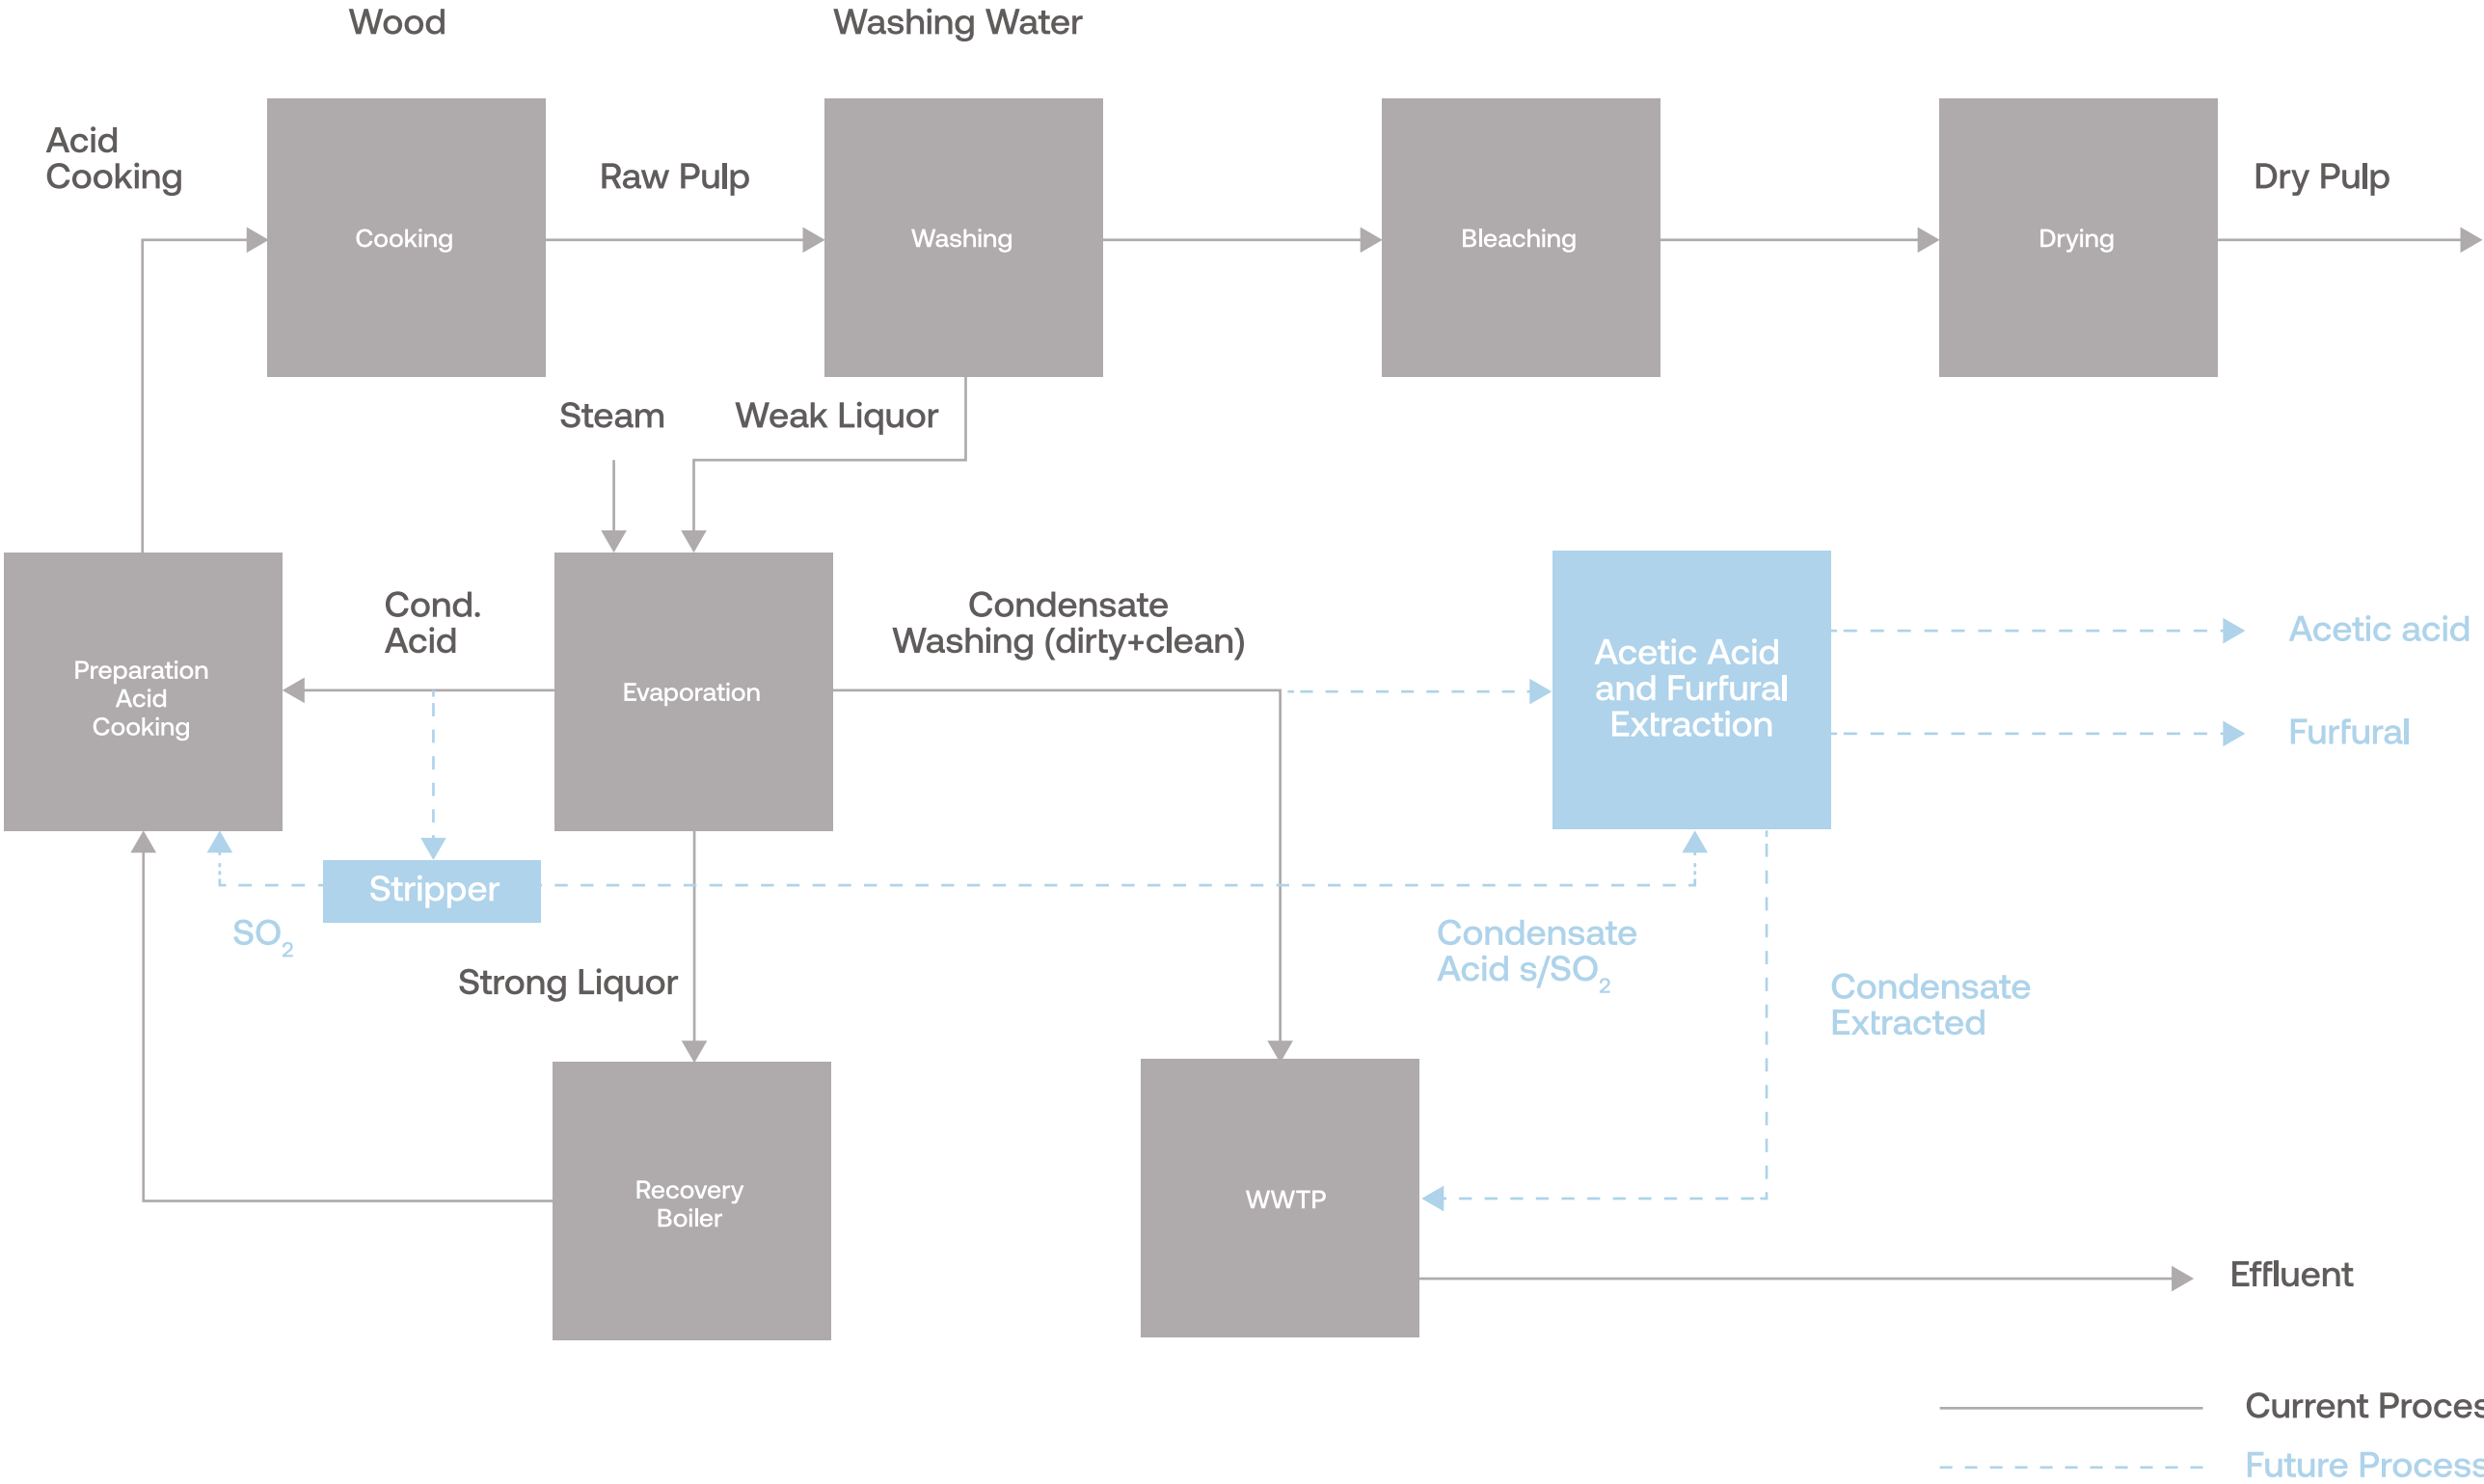 Wood
Washing Water
Acid
Cooking
Cooking
Raw Pulp
Washing
Bleaching
Drying
Dry Pulp
Steam
Weak Liquor
Preparation
Acid
Cooking
Cond.
Acid
Evaporation
Condensate
Washing (dirty+clean)
Acetic Acid
and Furfural
Extraction
Acetic acid
Furfural
Stripper
SO₂
Strong Liquor
Condensate
Acid s/SO₂
Condensate
Extracted
Recovery
Boiler
WWTP
Effluent
Current Process
Future Process